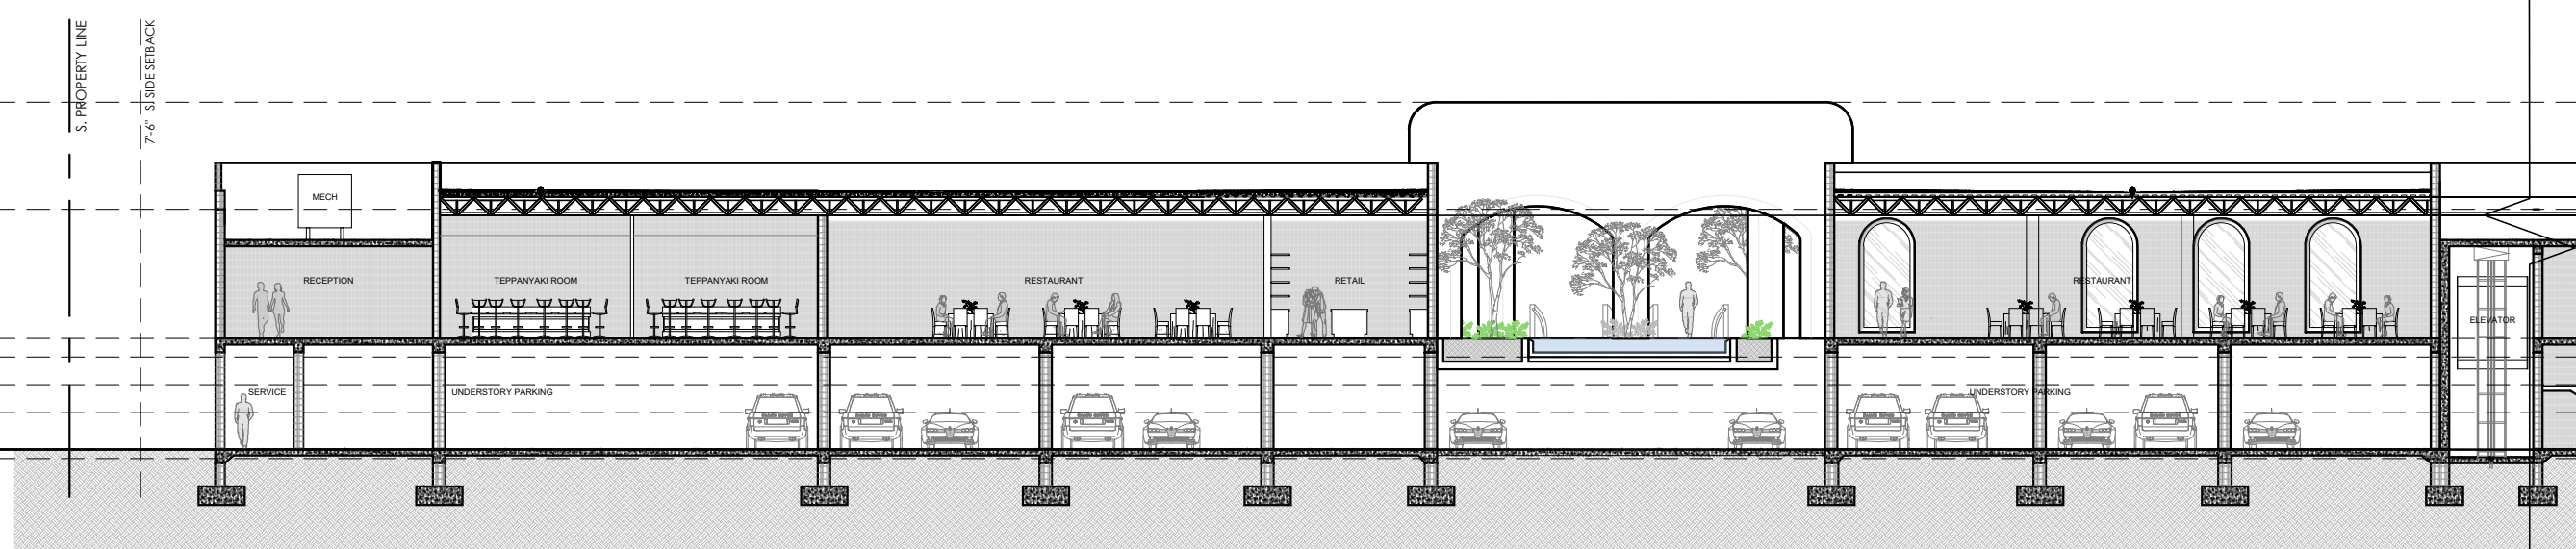 S. PROPERTY LINE
7'-6" S. SIDE SETBACK
MECH
RECEPTION
TEPPANYAKI ROOM
TEPPANYAKI ROOM
RESTAURANT
RETAIL
RESTAURANT
ELEVATOR
SERVICE
UNDERSTORY PARKING
UNDERSTORY PARKING